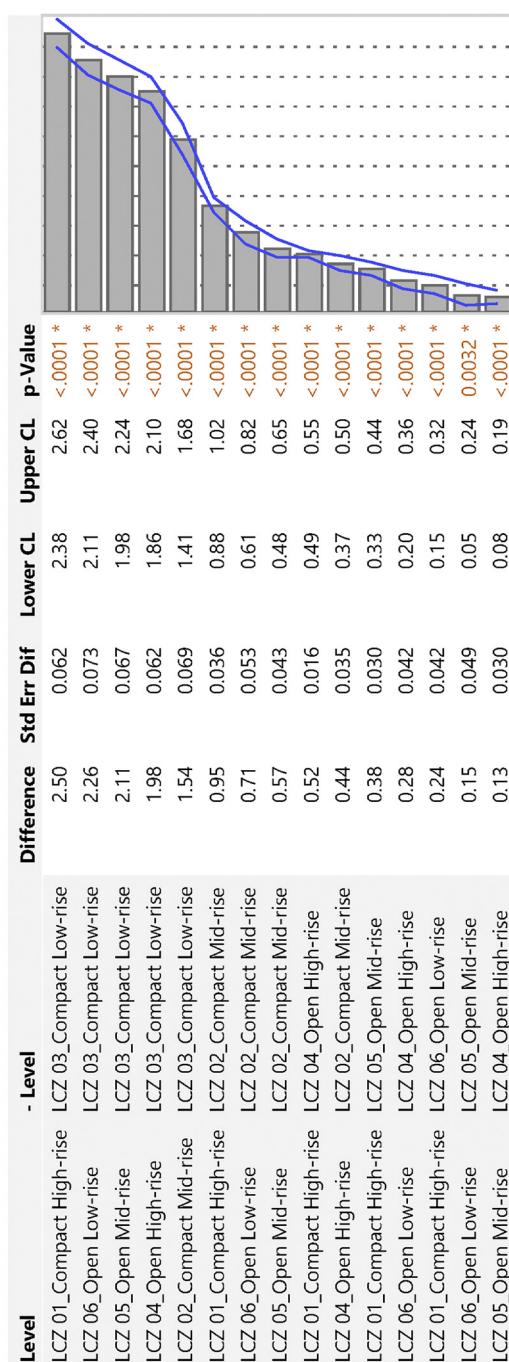 Level - Level Difference Std Err Dif Lower CL Upper CL p-Value
LCZ 01_Compact High-rise LCZ 03_Compact Low-rise 2.50 0.062 2.38 2.62 <.0001 *
LCZ 06_Open Low-rise LCZ 03_Compact Low-rise 2.26 0.073 2.11 2.40 <.0001 *
LCZ 05_Open Mid-rise LCZ 03_Compact Low-rise 2.11 0.067 1.98 2.24 <.0001 *
LCZ 04_Open High-rise LCZ 03_Compact Low-rise 1.98 0.062 1.86 2.10 <.0001 *
LCZ 02_Compact Mid-rise LCZ 03_Compact Low-rise 1.54 0.069 1.41 1.68 <.0001 *
LCZ 01_Compact High-rise LCZ 02_Compact Mid-rise 0.95 0.036 0.88 1.02 <.0001 *
LCZ 06_Open Low-rise LCZ 02_Compact Mid-rise 0.71 0.053 0.61 0.82 <.0001 *
LCZ 05_Open Mid-rise LCZ 02_Compact Mid-rise 0.57 0.043 0.48 0.65 <.0001 *
LCZ 01_Compact High-rise LCZ 04_Open High-rise 0.52 0.016 0.49 0.55 <.0001 *
LCZ 04_Open High-rise LCZ 02_Compact Mid-rise 0.44 0.035 0.37 0.50 <.0001 *
LCZ 01_Compact High-rise LCZ 05_Open Mid-rise 0.38 0.030 0.33 0.44 <.0001 *
LCZ 06_Open Low-rise LCZ 04_Open High-rise 0.28 0.042 0.20 0.36 <.0001 *
LCZ 01_Compact High-rise LCZ 06_Open Low-rise 0.24 0.042 0.15 0.32 <.0001 *
LCZ 06_Open Low-rise LCZ 05_Open Mid-rise 0.15 0.049 0.05 0.24 0.0032 *
LCZ 05_Open Mid-rise LCZ 04_Open High-rise 0.13 0.030 0.08 0.19 <.0001 *